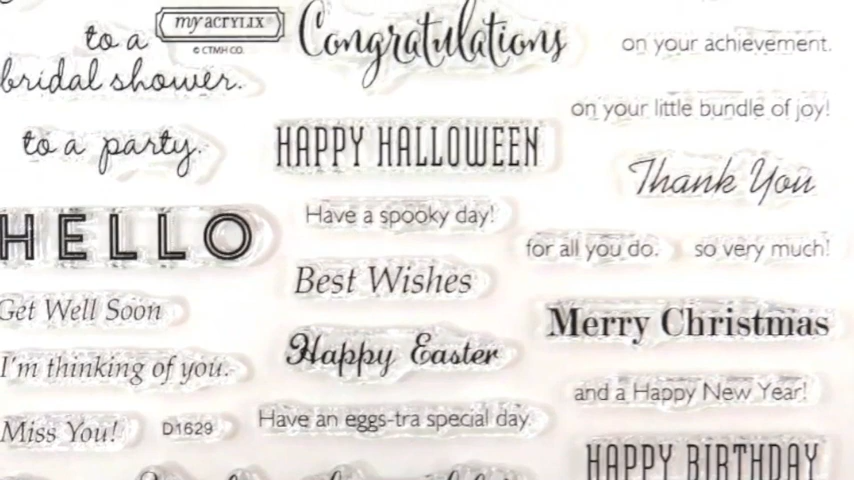 to a
bridal shower.
my acrylix®
© CTMH CO.
Congratulations
on your achievement.
on your little bundle of joy!
to a party.
HAPPY HALLOWEEN
Thank You
HELLO
Have a spooky day!
for all you do.
so very much!
Best Wishes
Get Well Soon
Merry Christmas
I'm thinking of you.
Happy Easter
and a Happy New Year!
Miss You!
D1629
Have an eggs-tra special day.
HAPPY BIRTHDAY